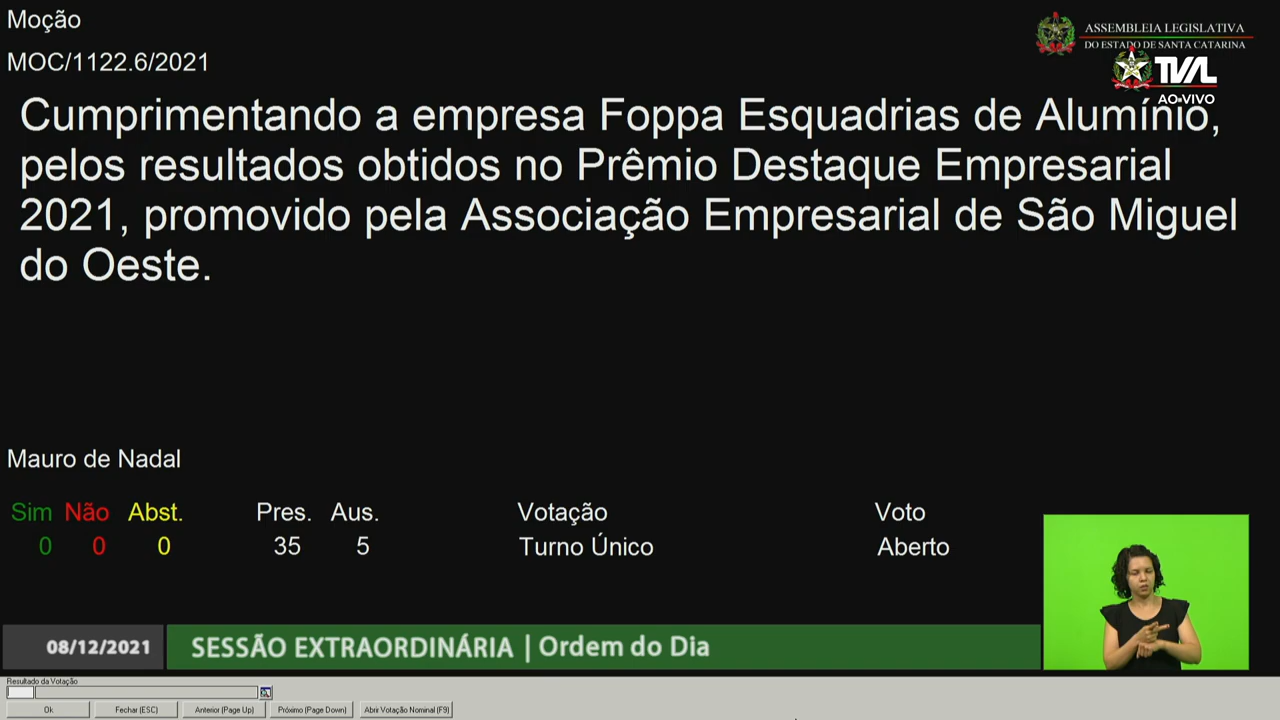 Moção
MOC/1122.6/2021
ASSEMBLEIA LEGISLATIVA
DO ESTADO DE SANTA CATARINA
TVAL
AO VIVO
Cumprimentando a empresa Foppa Esquadrias de Alumínio,
pelos resultados obtidos no Prêmio Destaque Empresarial
2021, promovido pela Associação Empresarial de São Miguel
do Oeste.
Mauro de Nadal
Sim Não Abst. Pres. Aus. Votação Voto
0 0 0 35 5 Turno Único Aberto
08/12/2021 SESSÃO EXTRAORDINÁRIA | Ordem do Dia
Resultado da Votação
Ok Fechar (ESC) Anterior (Page Up) Próximo (Page Down) Abrir Votação Nominal (F9)